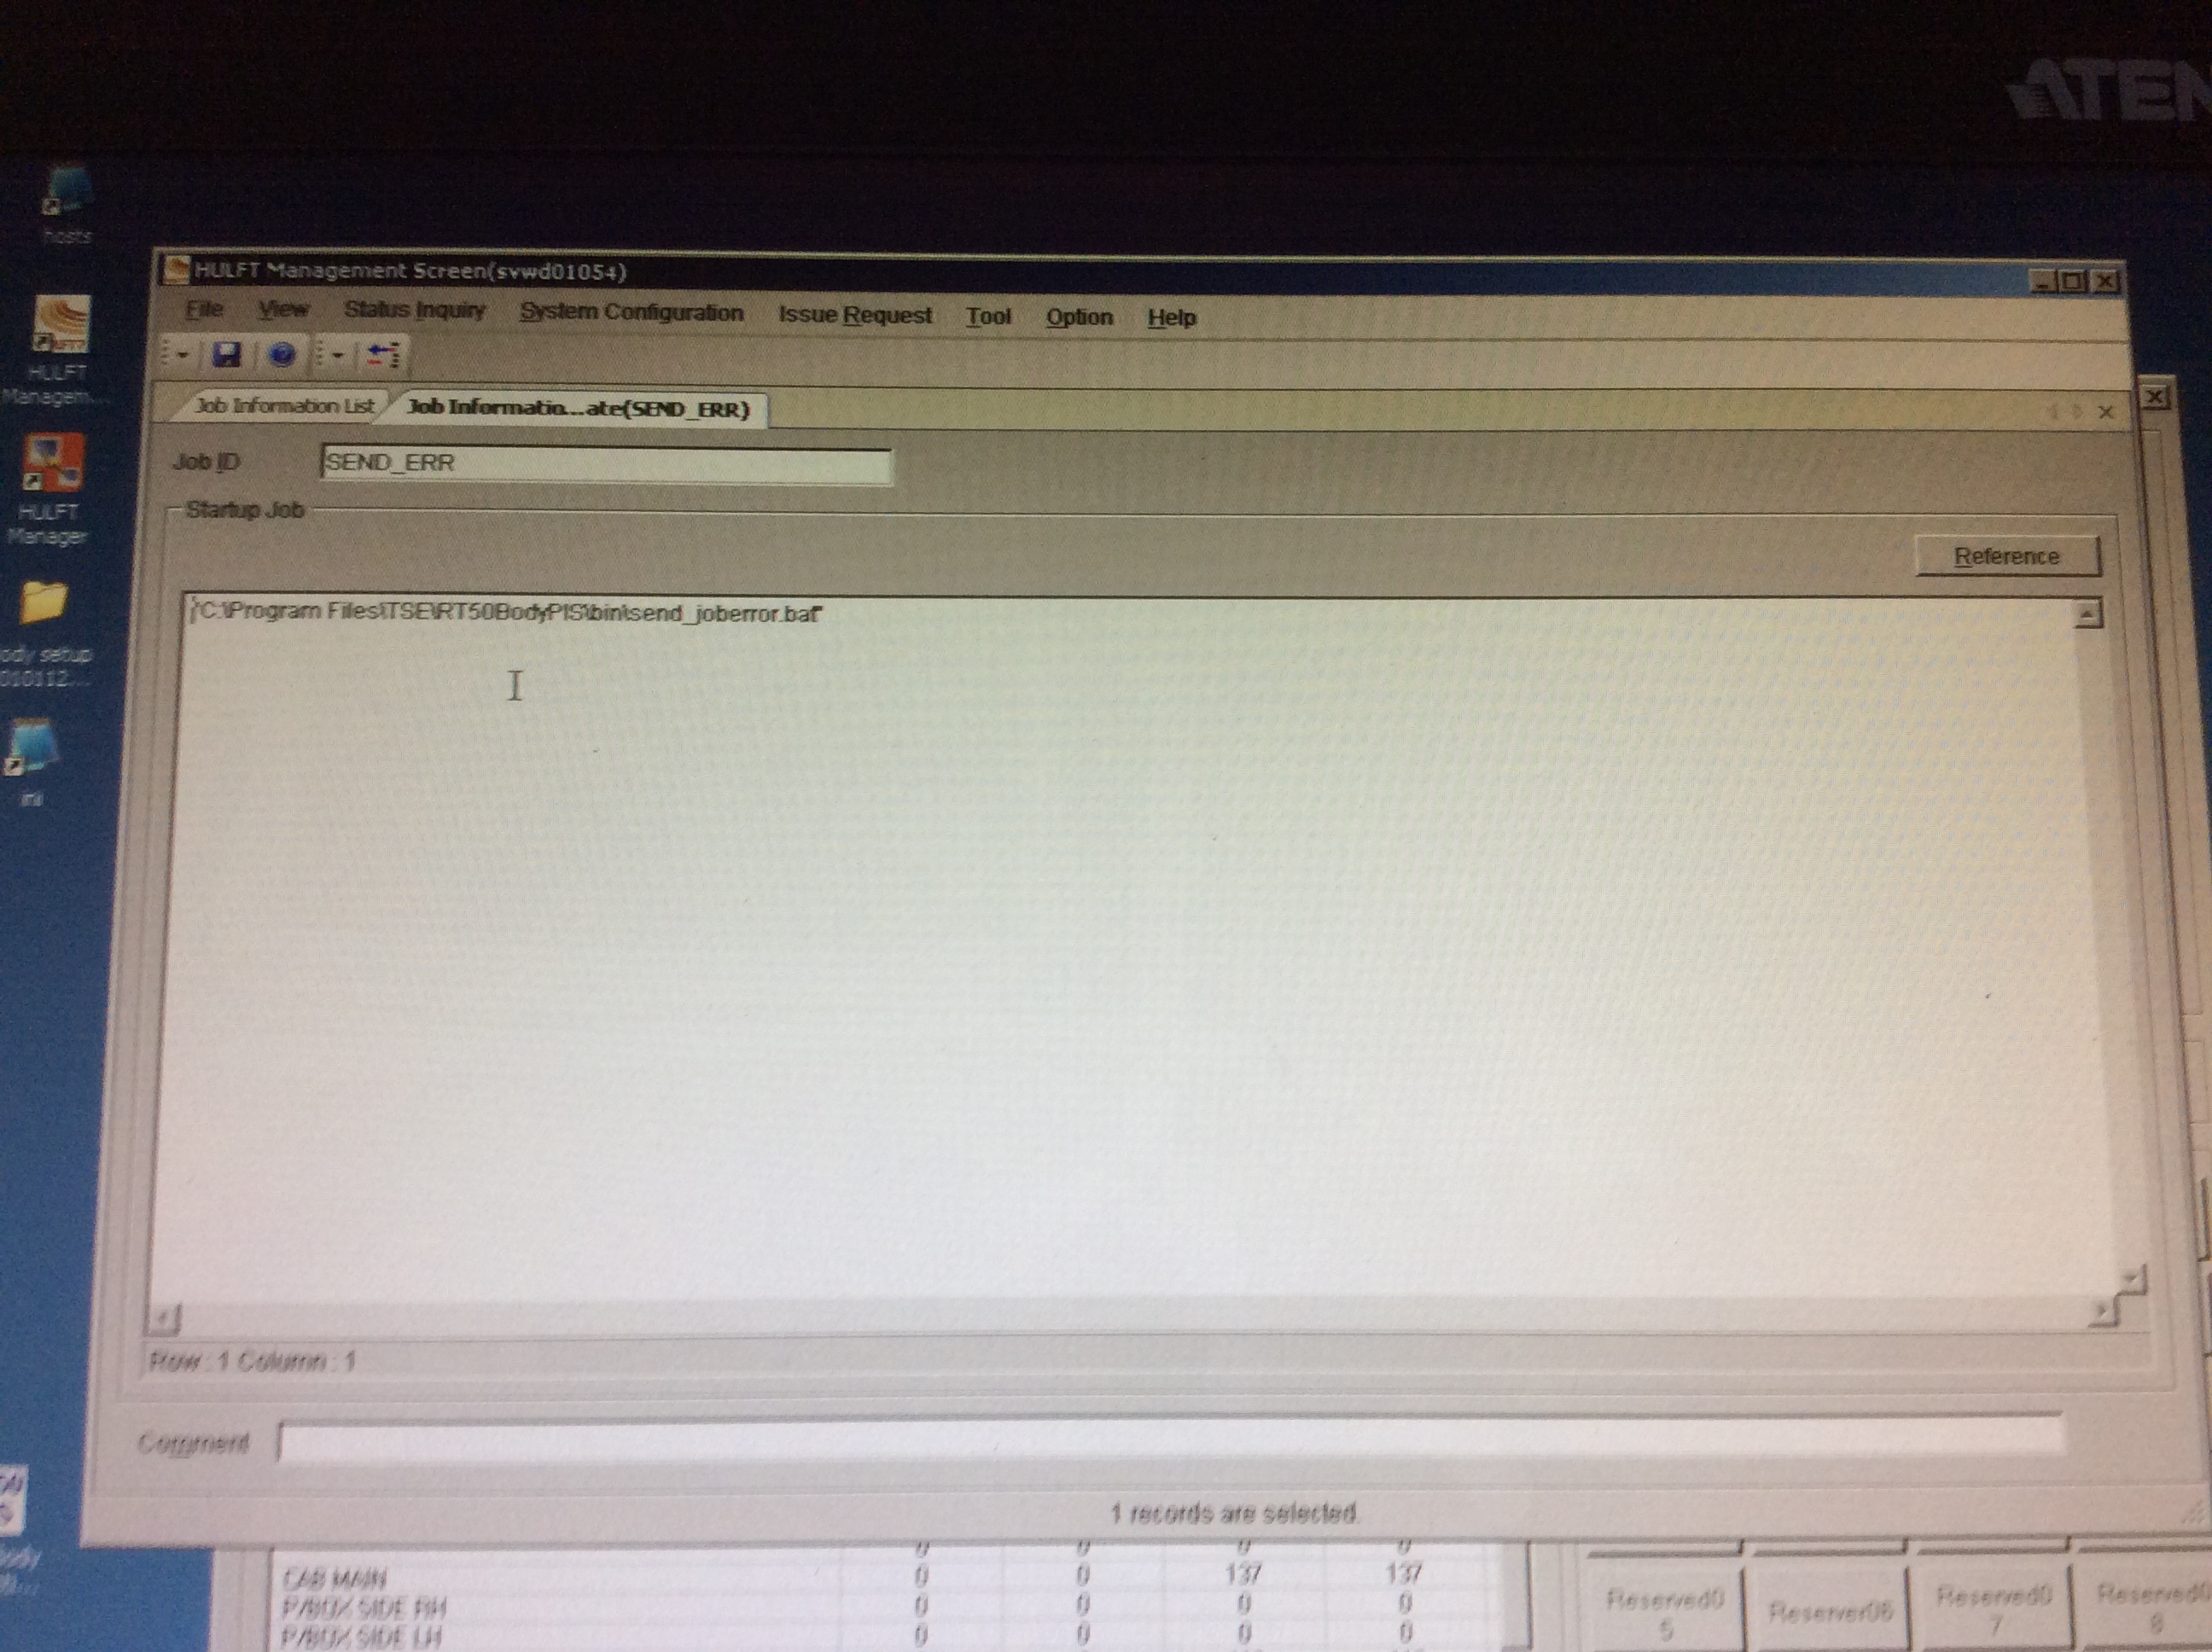 ATEN
hosts
HULFT Management Screen(svwd01054)
File View Status Inquiry System Configuration Issue Request Tool Option Help
HULFT
Managem...
Job Information List Job Informatio...ate(SEND_ERR)
Job ID SEND_ERR
HULFT
Manager
Startup Job
Reference
"C:\Program Files\TSE\RT50BodyPIS\bin\send_joberror.bat"
ody setup
010112...
ini
Row : 1 Column : 1
Comment
1 records are selected.
0 0 0 0
CAB MAIN 0 0 137 137
P/BOX SIDE RH 0 0 0 0
P/BOX SIDE LH 0 0 0 0
Reserved0
5
Reserver06
Reserved0
7
Reserved0
8